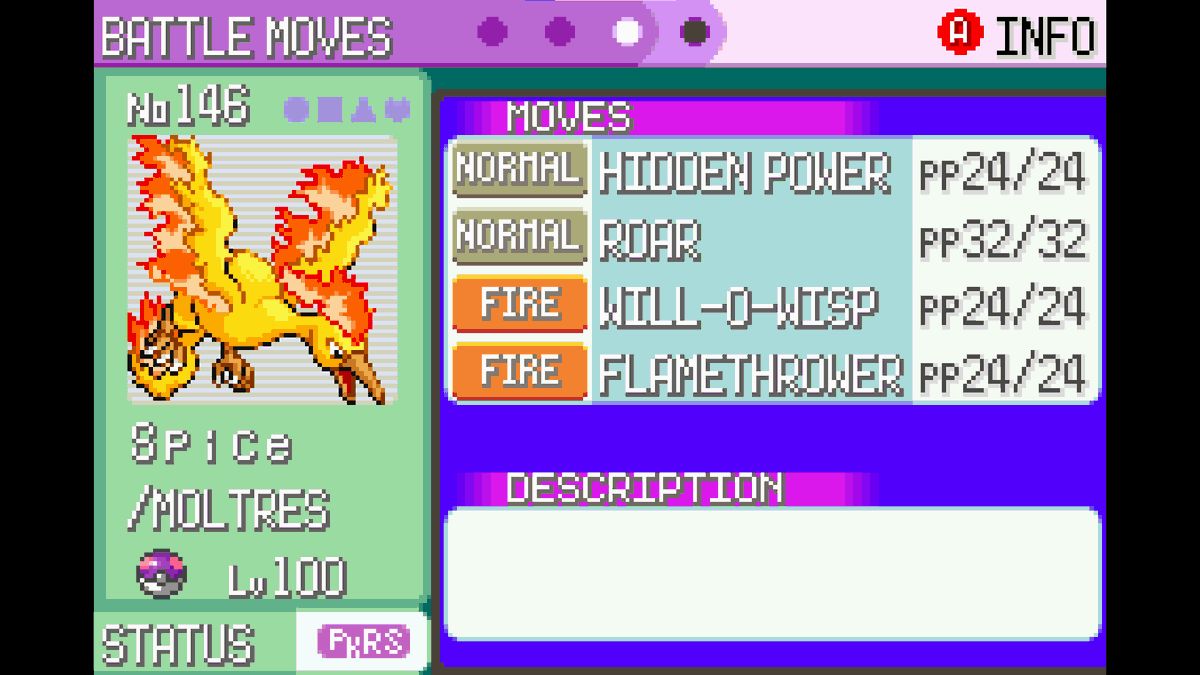 BATTLE MOVES
A INFO
No146
8Pice
/MOLTRES
Lv100
STATUS PKRS
MOVES
NORMAL HIDDEN POWER PP24/24
NORMAL ROAR PP32/32
FIRE WILL-O-WISP PP24/24
FIRE FLAMETHROWER PP24/24
DESCRIPTION